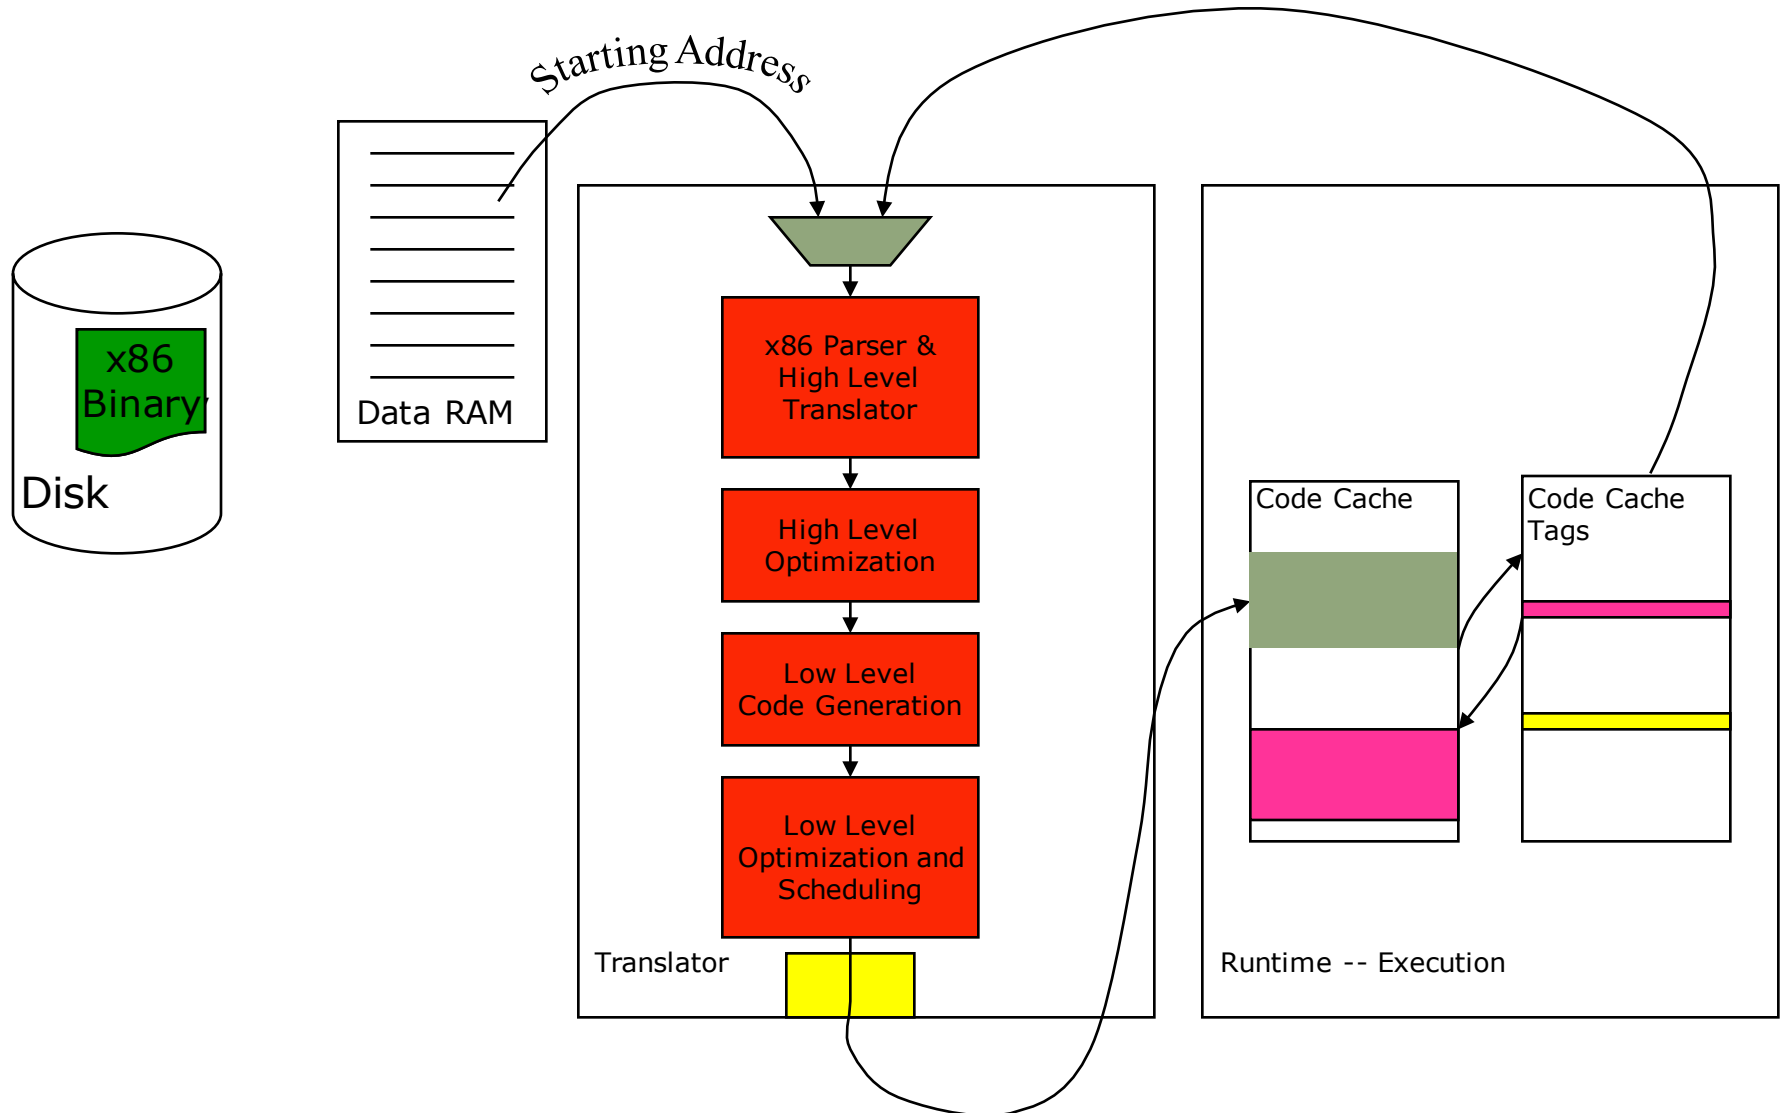 Starting Address
x86
Binary
Disk
Data RAM
x86 Parser &
High Level
Translator
High Level
Optimization
Low Level
Code Generation
Low Level
Optimization and
Scheduling
Translator
Code Cache
Code Cache
Tags
Runtime -- Execution